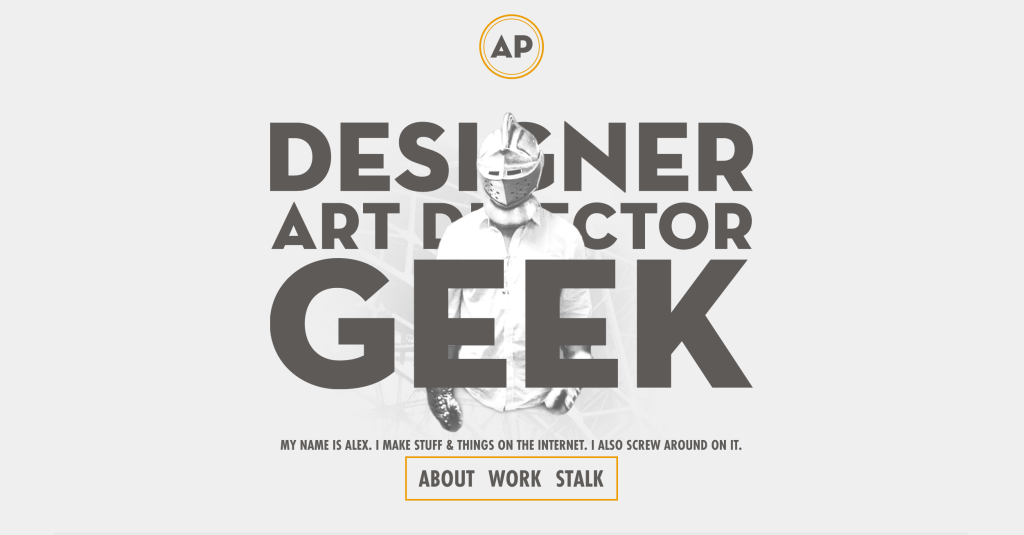 AP
DESIGNER
ART DIRECTOR
GEEK
MY NAME IS ALEX. I MAKE STUFF & THINGS ON THE INTERNET. I ALSO SCREW AROUND ON IT.
ABOUT WORK STALK